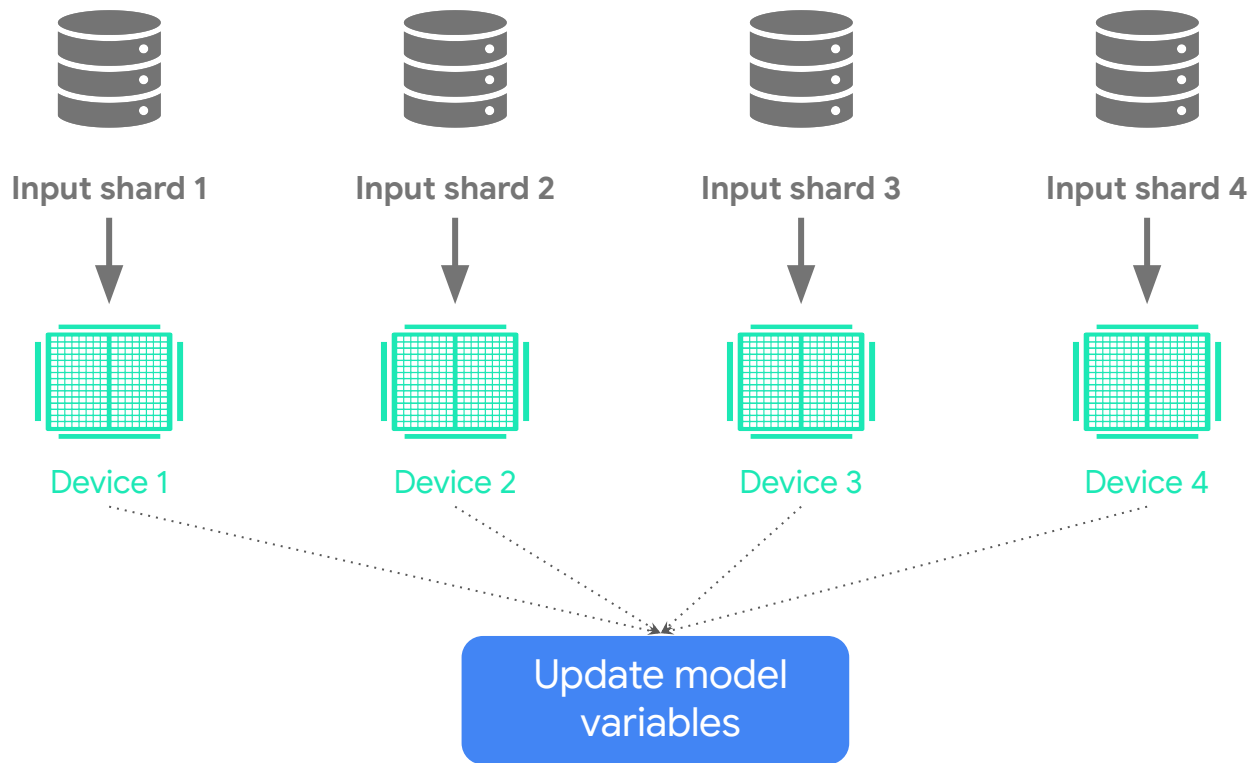 Input shard 1
Input shard 2
Input shard 3
Input shard 4
Device 1
Device 2
Device 3
Device 4
Update model
variables